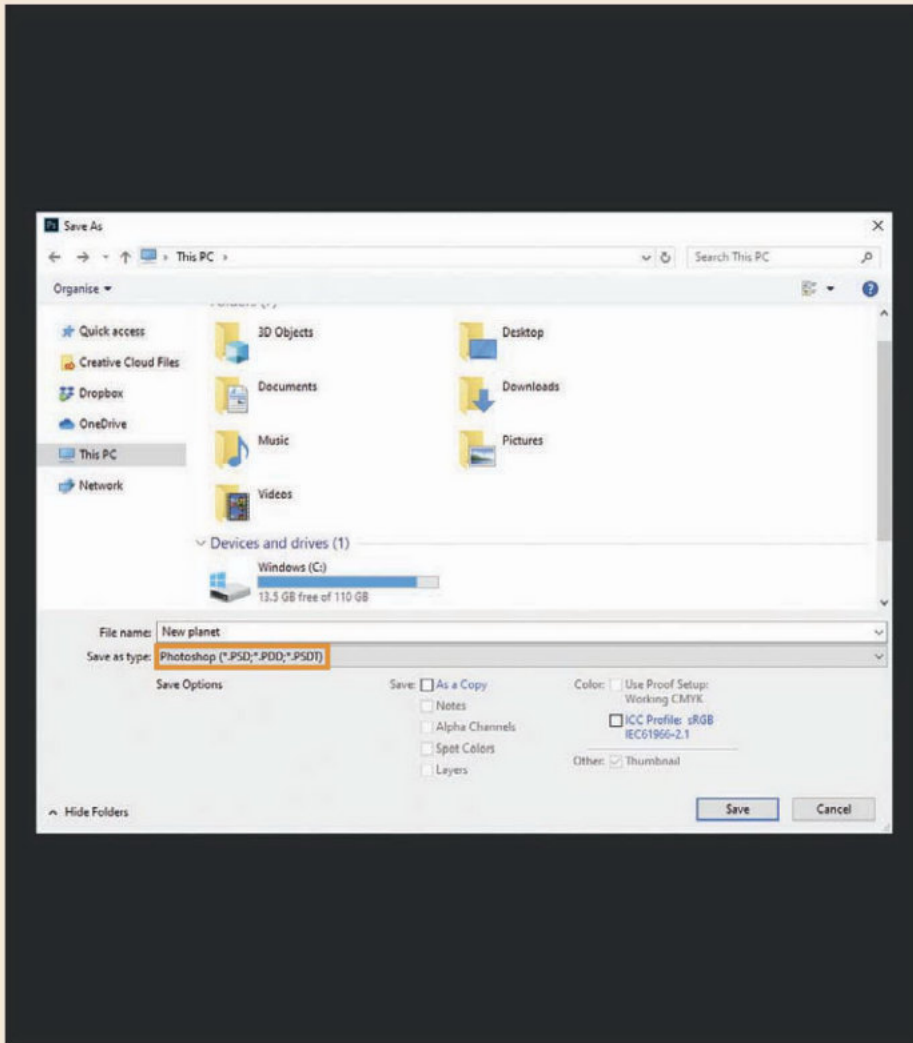 Ps Save As
This PC
Search This PC
Organise
Quick access
Creative Cloud Files
Dropbox
OneDrive
This PC
Network
3D Objects
Desktop
Documents
Downloads
Music
Pictures
Videos
Devices and drives (1)
Windows (C:)
13.5 GB free of 110 GB
File name: New planet
Save as type: Photoshop (*.PSD;*.PDD;*.PSDT)
Save Options
Save: As a Copy
Notes
Alpha Channels
Spot Colors
Layers
Color: Use Proof Setup:
Working CMYK
ICC Profile: sRGB
IEC61966-2.1
Other: Thumbnail
Hide Folders
Save
Cancel